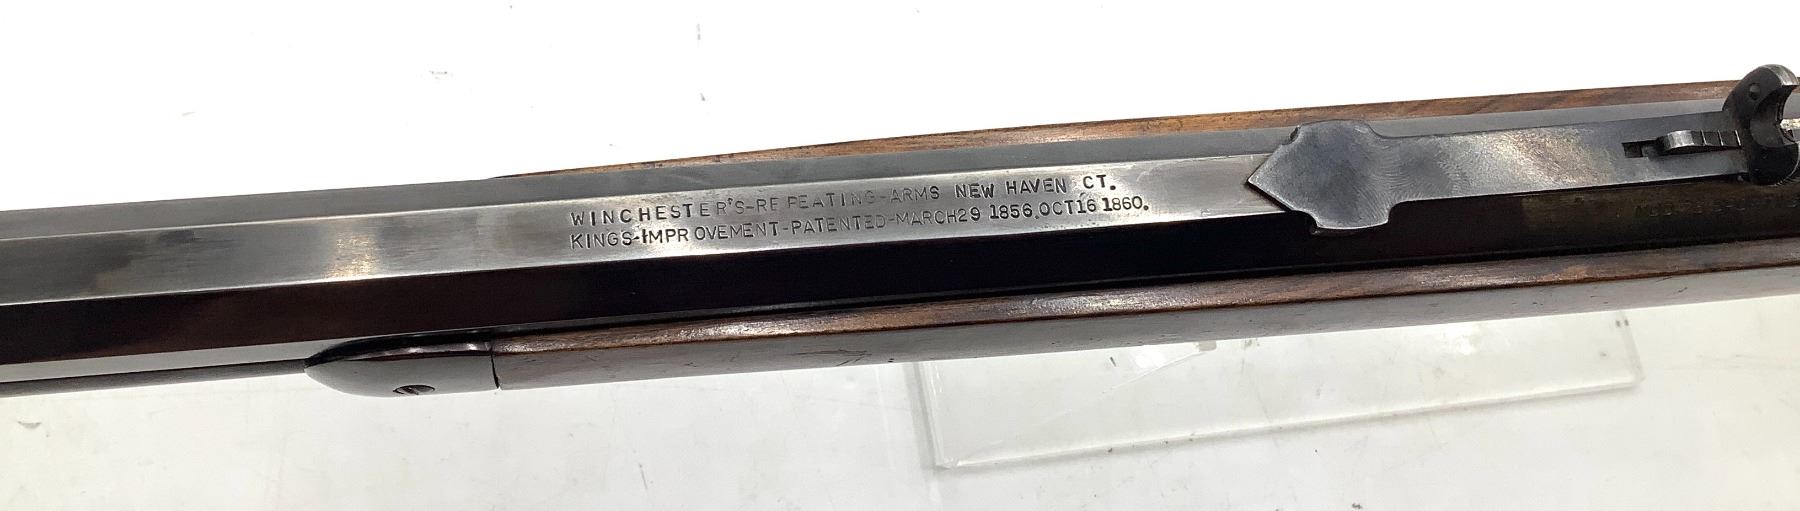 WINCHESTER'S-REPEATING-ARMS NEW HAVEN CT.
KINGS-IMPROVEMENT-PATENTED-MARCH29 1856.OCT16 1860.